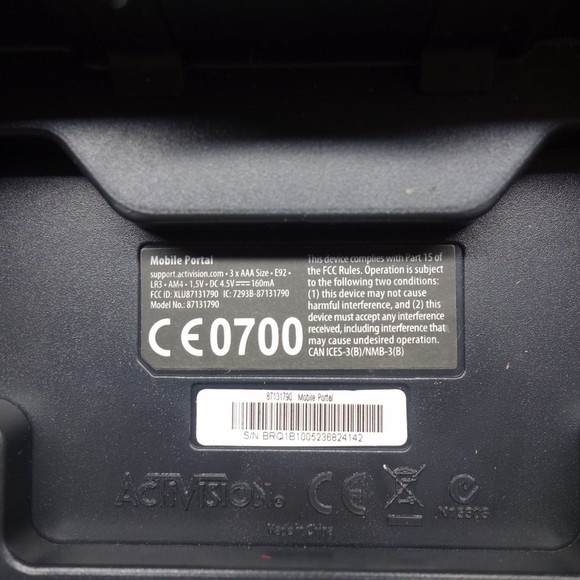 Mobile Portal
support.activision.com • 3 x AAA Size • E92 •
LR3 • AM4 • 1,5V • DC 4.5V 160mA
FCC ID: XLU87131790 IC: 7293B-87131790
Model No.: 87131790
CE0700
This device complies with Part 15 of
the FCC Rules. Operation is subject to
the following two conditions:
(1) this device may not cause
harmful interference, and (2) this
device must accept any interference
received, including interference that
may cause undesired operation.
CAN ICES-3(B)/NMB-3(B)
87131790 Mobile Portal
S/N BRQ1B1005236824142
ACTIVISION® CE
Made in China